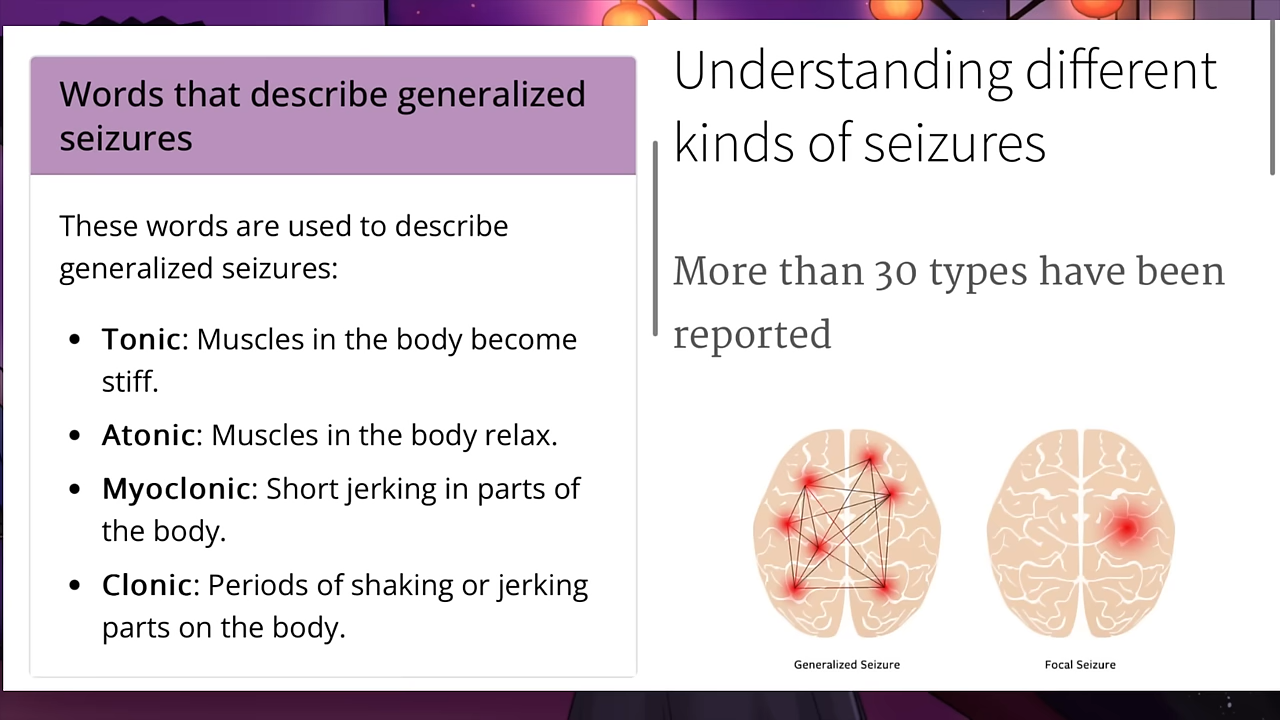 Words that describe generalized
seizures
These words are used to describe
generalized seizures:
• Tonic: Muscles in the body become
stiff.
• Atonic: Muscles in the body relax.
• Myoclonic: Short jerking in parts of
the body.
• Clonic: Periods of shaking or jerking
parts on the body.
Understanding different
kinds of seizures
More than 30 types have been
reported
Generalized Seizure
Focal Seizure